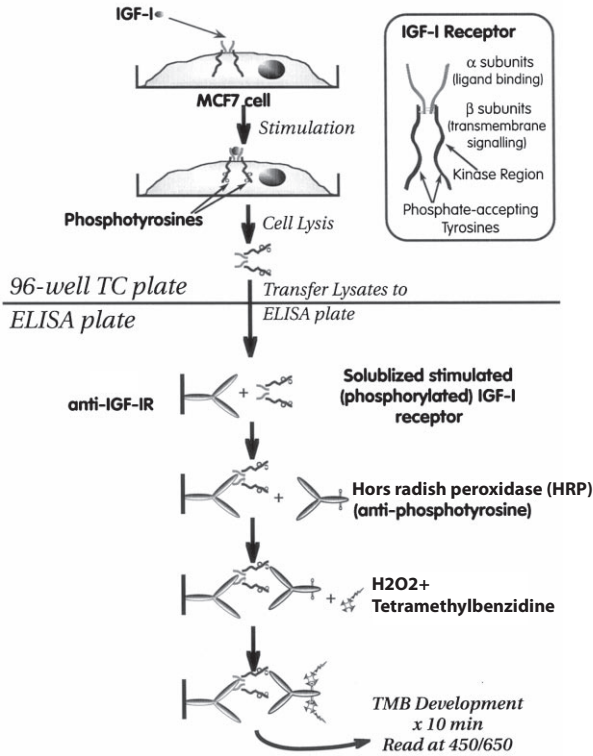 IGF-I
MCF7 cell
Stimulation
Phosphotyrosines
Cell Lysis
IGF-I Receptor
α subunits
(ligand binding)
β subunits
(transmembrane
signalling)
Kinase Region
Phosphate-accepting
Tyrosines
96-well TC plate
Transfer Lysates to
ELISA plate
ELISA plate
anti-IGF-IR
+
Solublized stimulated
(phosphorylated) IGF-I
receptor
+
Hors radish peroxidase (HRP)
(anti-phosphotyrosine)
+
H2O2+
Tetramethylbenzidine
TMB Development
x 10 min
Read at 450/650